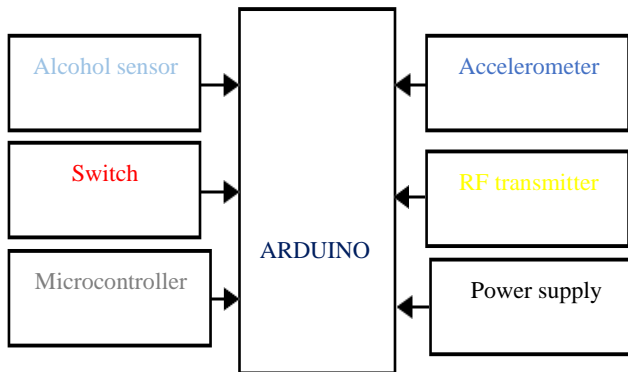 Alcohol sensor
Switch
Microcontroller
ARDUINO
Accelerometer
RF transmitter
Power supply